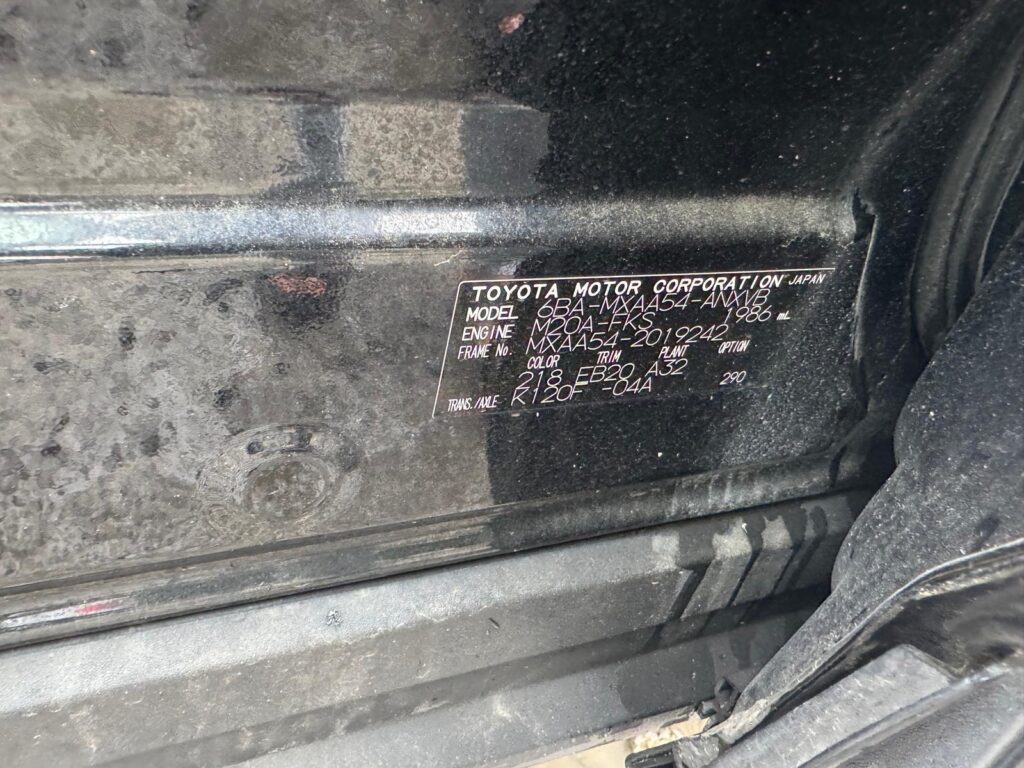 TOYOTA MOTOR CORPORATION JAPAN
MODEL 6BA-MXAA54-ANXVB
ENGINE M20A-FKS 1986 mL
FRAME No. MXAA54-2019242
COLOR TRIM PLANT OPTION
218 EB20 A32
TRANS./AXLE K120F -04A 290